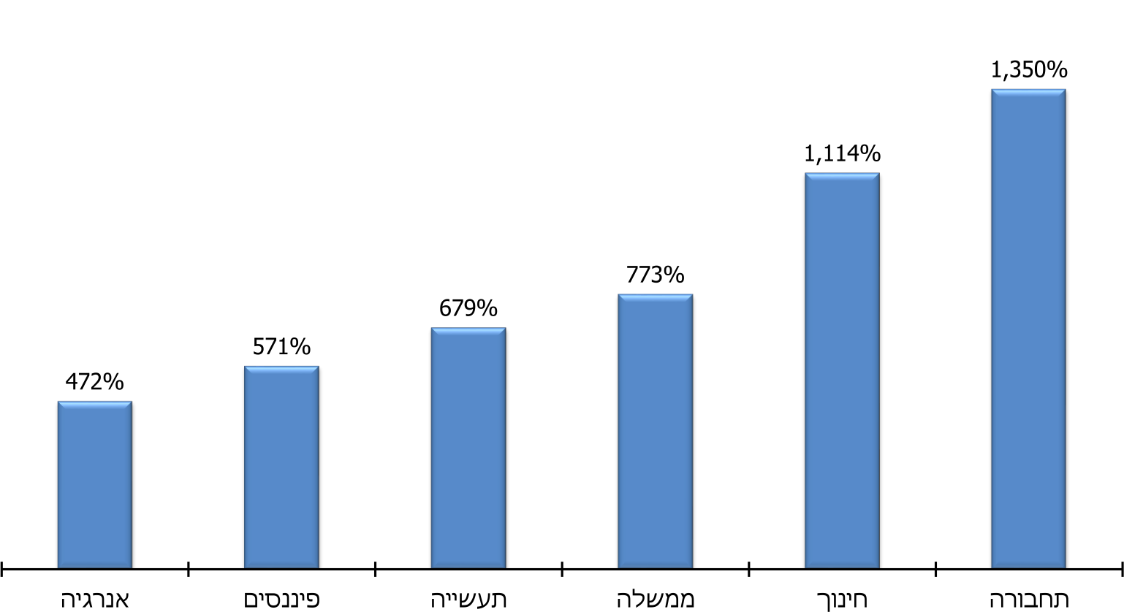 1,350%
1,114%
773%
679%
571%
472%
אנרגיה
פיננסים
תעשייה
ממשלה
חינוך
תחבורה